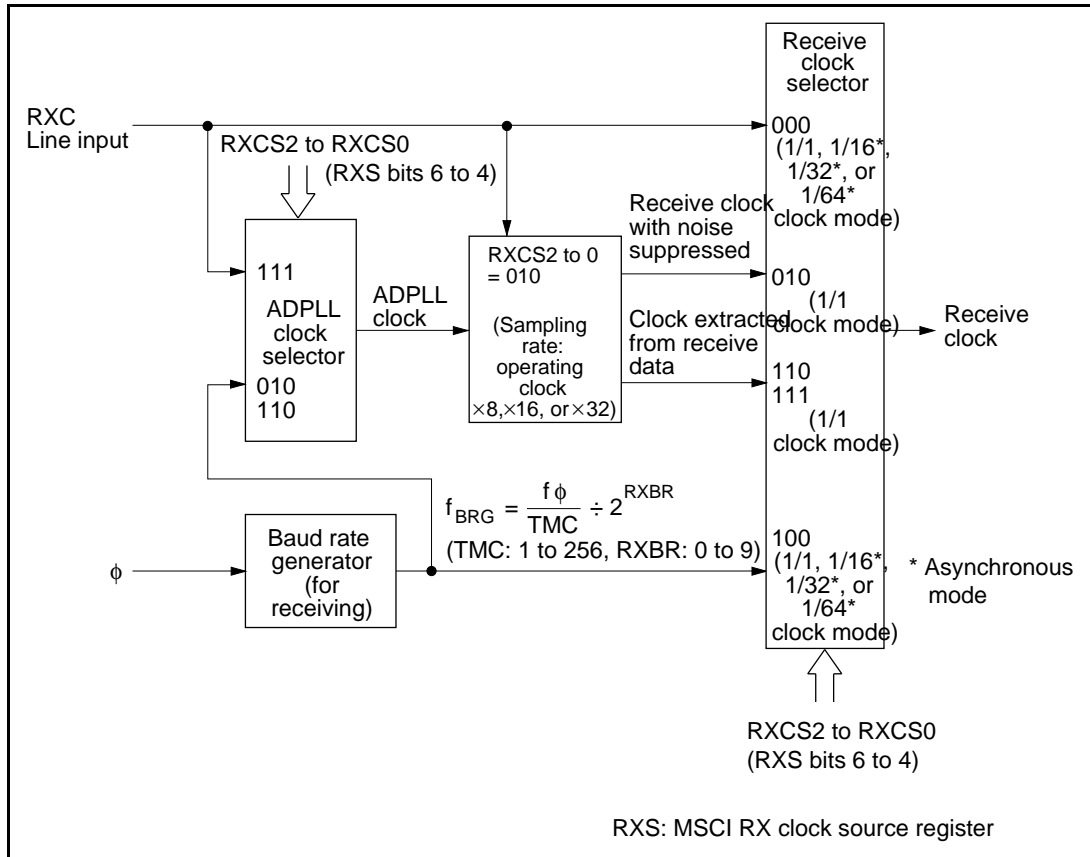 Receive
clock
selector
RXC
Line input
000
(1/1, 1/16*,
1/32*, or
1/64*
clock mode)
RXCS2 to RXCS0
(RXS bits 6 to 4)
111
ADPLL
clock
selector
010
110
ADPLL
clock
RXCS2 to 0
= 010
(Sampling
rate:
operating
clock
×8,×16, or×32)
Receive clock
with noise
suppressed
Clock extracted
from receive
data
010
(1/1
clock mode)
110
111
(1/1
clock mode)
Receive
clock
φ
Baud rate
generator
(for
receiving)
fBRG = fφ/TMC ÷ 2^RXBR
(TMC: 1 to 256, RXBR: 0 to 9)
100
(1/1, 1/16*,
1/32*, or
1/64*
clock mode)
* Asynchronous
mode
RXCS2 to RXCS0
(RXS bits 6 to 4)
RXS: MSCI RX clock source register